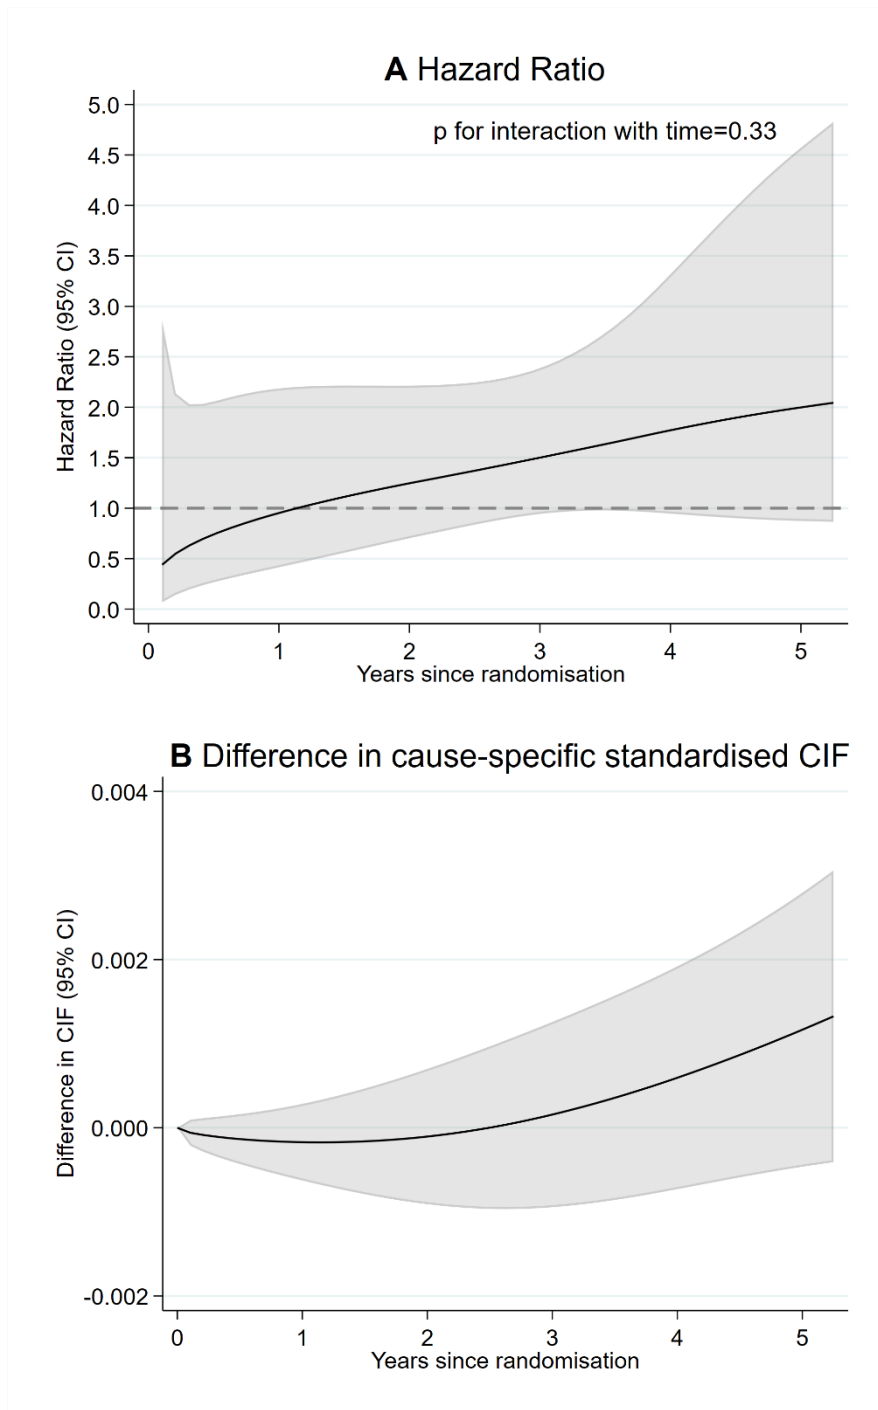 A Hazard Ratio
p for interaction with time=0.33
Hazard Ratio (95% CI)
5.0
4.5
4.0
3.5
3.0
2.5
2.0
1.5
1.0
0.5
0.0
0 1 2 3 4 5
Years since randomisation
B Difference in cause-specific standardised CIF
Difference in CIF (95% CI)
0.004
0.002
0.000
-0.002
0 1 2 3 4 5
Years since randomisation